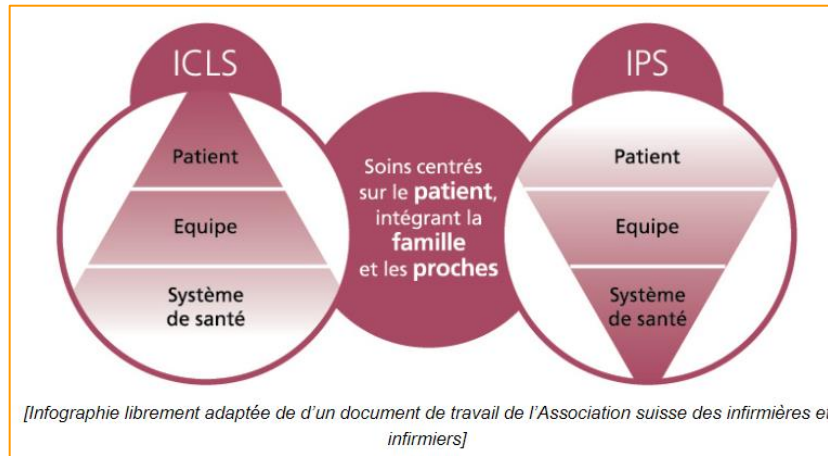 ICLS
Patient
Equipe
Système
de santé
Soins centrés
sur le patient,
intégrant la
famille
et les proches
IPS
Patient
Equipe
Système
de santé
[Infographie librement adaptée de d’un document de travail de l’Association suisse des infirmières et
infirmiers]